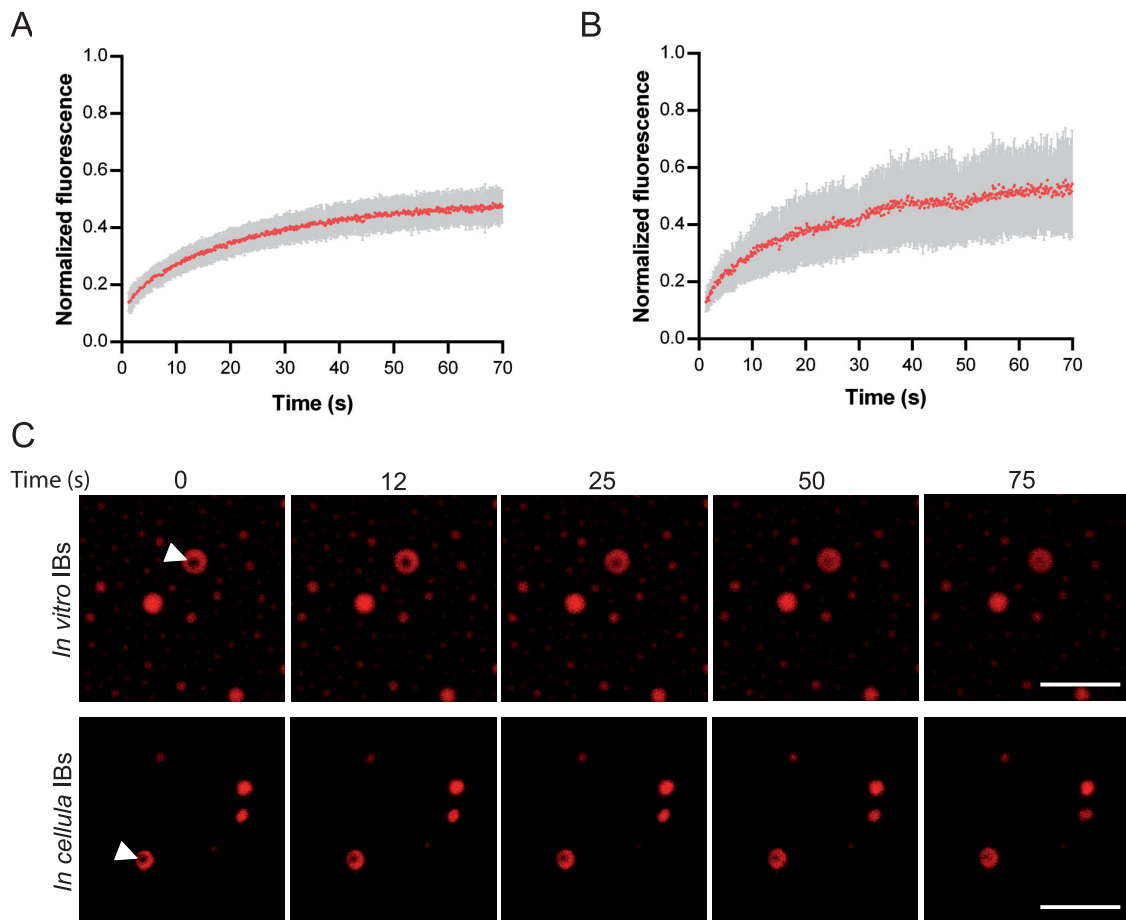 A
B
1.0
0.8
0.6
0.4
0.2
0.0
Normalized fluorescence
0 10 20 30 40 50 60 70
Time (s)
1.0
0.8
0.6
0.4
0.2
0.0
Normalized fluorescence
0 10 20 30 40 50 60 70
Time (s)
C
Time (s) 0 12 25 50 75
In vitro IBs
In cellula IBs